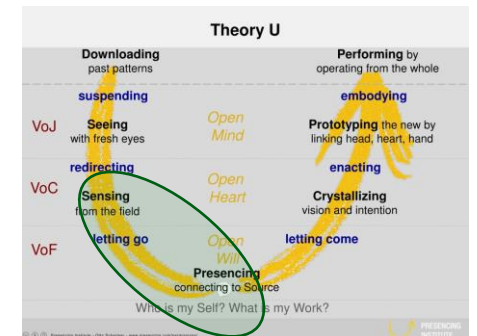 Theory U
Downloading
past patterns
Performing by
operating from the whole
suspending
embodying
VoJ
Seeing
with fresh eyes
Open
Mind
Prototyping the new by
linking head, heart, hand
redirecting
enacting
VoC
Sensing
from the field
Open
Heart
Crystallizing
vision and intention
VoF
letting go
Open
Will
letting come
Presencing
connecting to Source
Who is my Self? What is my Work?
PRESENCING